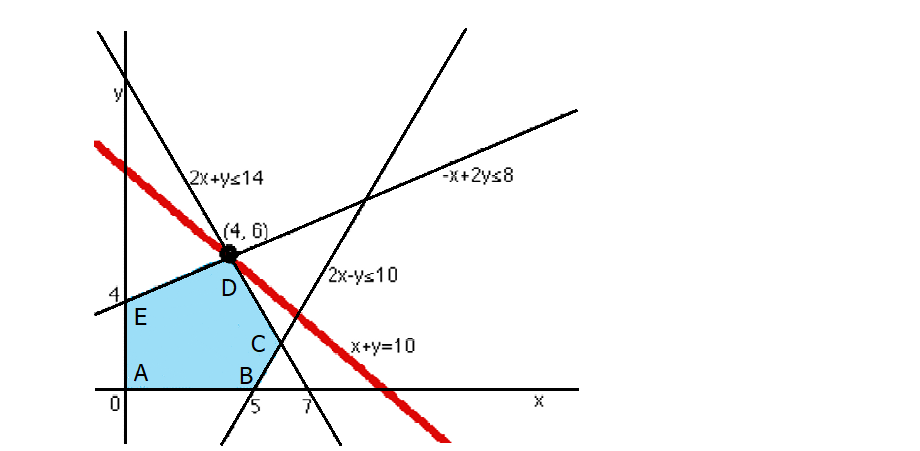 y
2x+y≤14
-x+2y≤8
(4, 6)
2x-y≤10
D
4
E
C
x+y=10
A
B
0
5
7
x